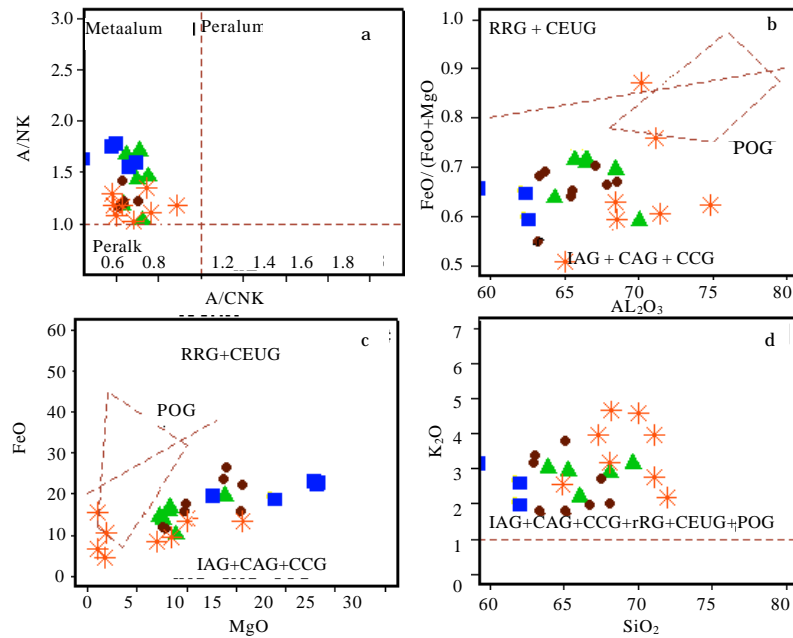 3.0
Metaalum
Peralum
a
2.5
2.0
A/NK
1.5
1.0
Peralk
0.6 0.8 1.2 1.4 1.6 1.8 2
A/CNK
1.0
RRG + CEUG
b
0.9
0.8
FeO/ (FeO+MgO
POG
0.7
0.6
IAG + CAG + CCG
0.5
60 65 70 75 80
AL₂O₃
60
c
RRG+CEUG
50
40
POG
FeO
30
20
10
IAG+CAG+CCG
0
0 5 10 15 20 25 30
MgO
7
d
6
5
4
K₂O
3
2
IAG+CAG+CCG+rRG+CEUG+POG
1
0
60 65 70 75 80
SiO₂